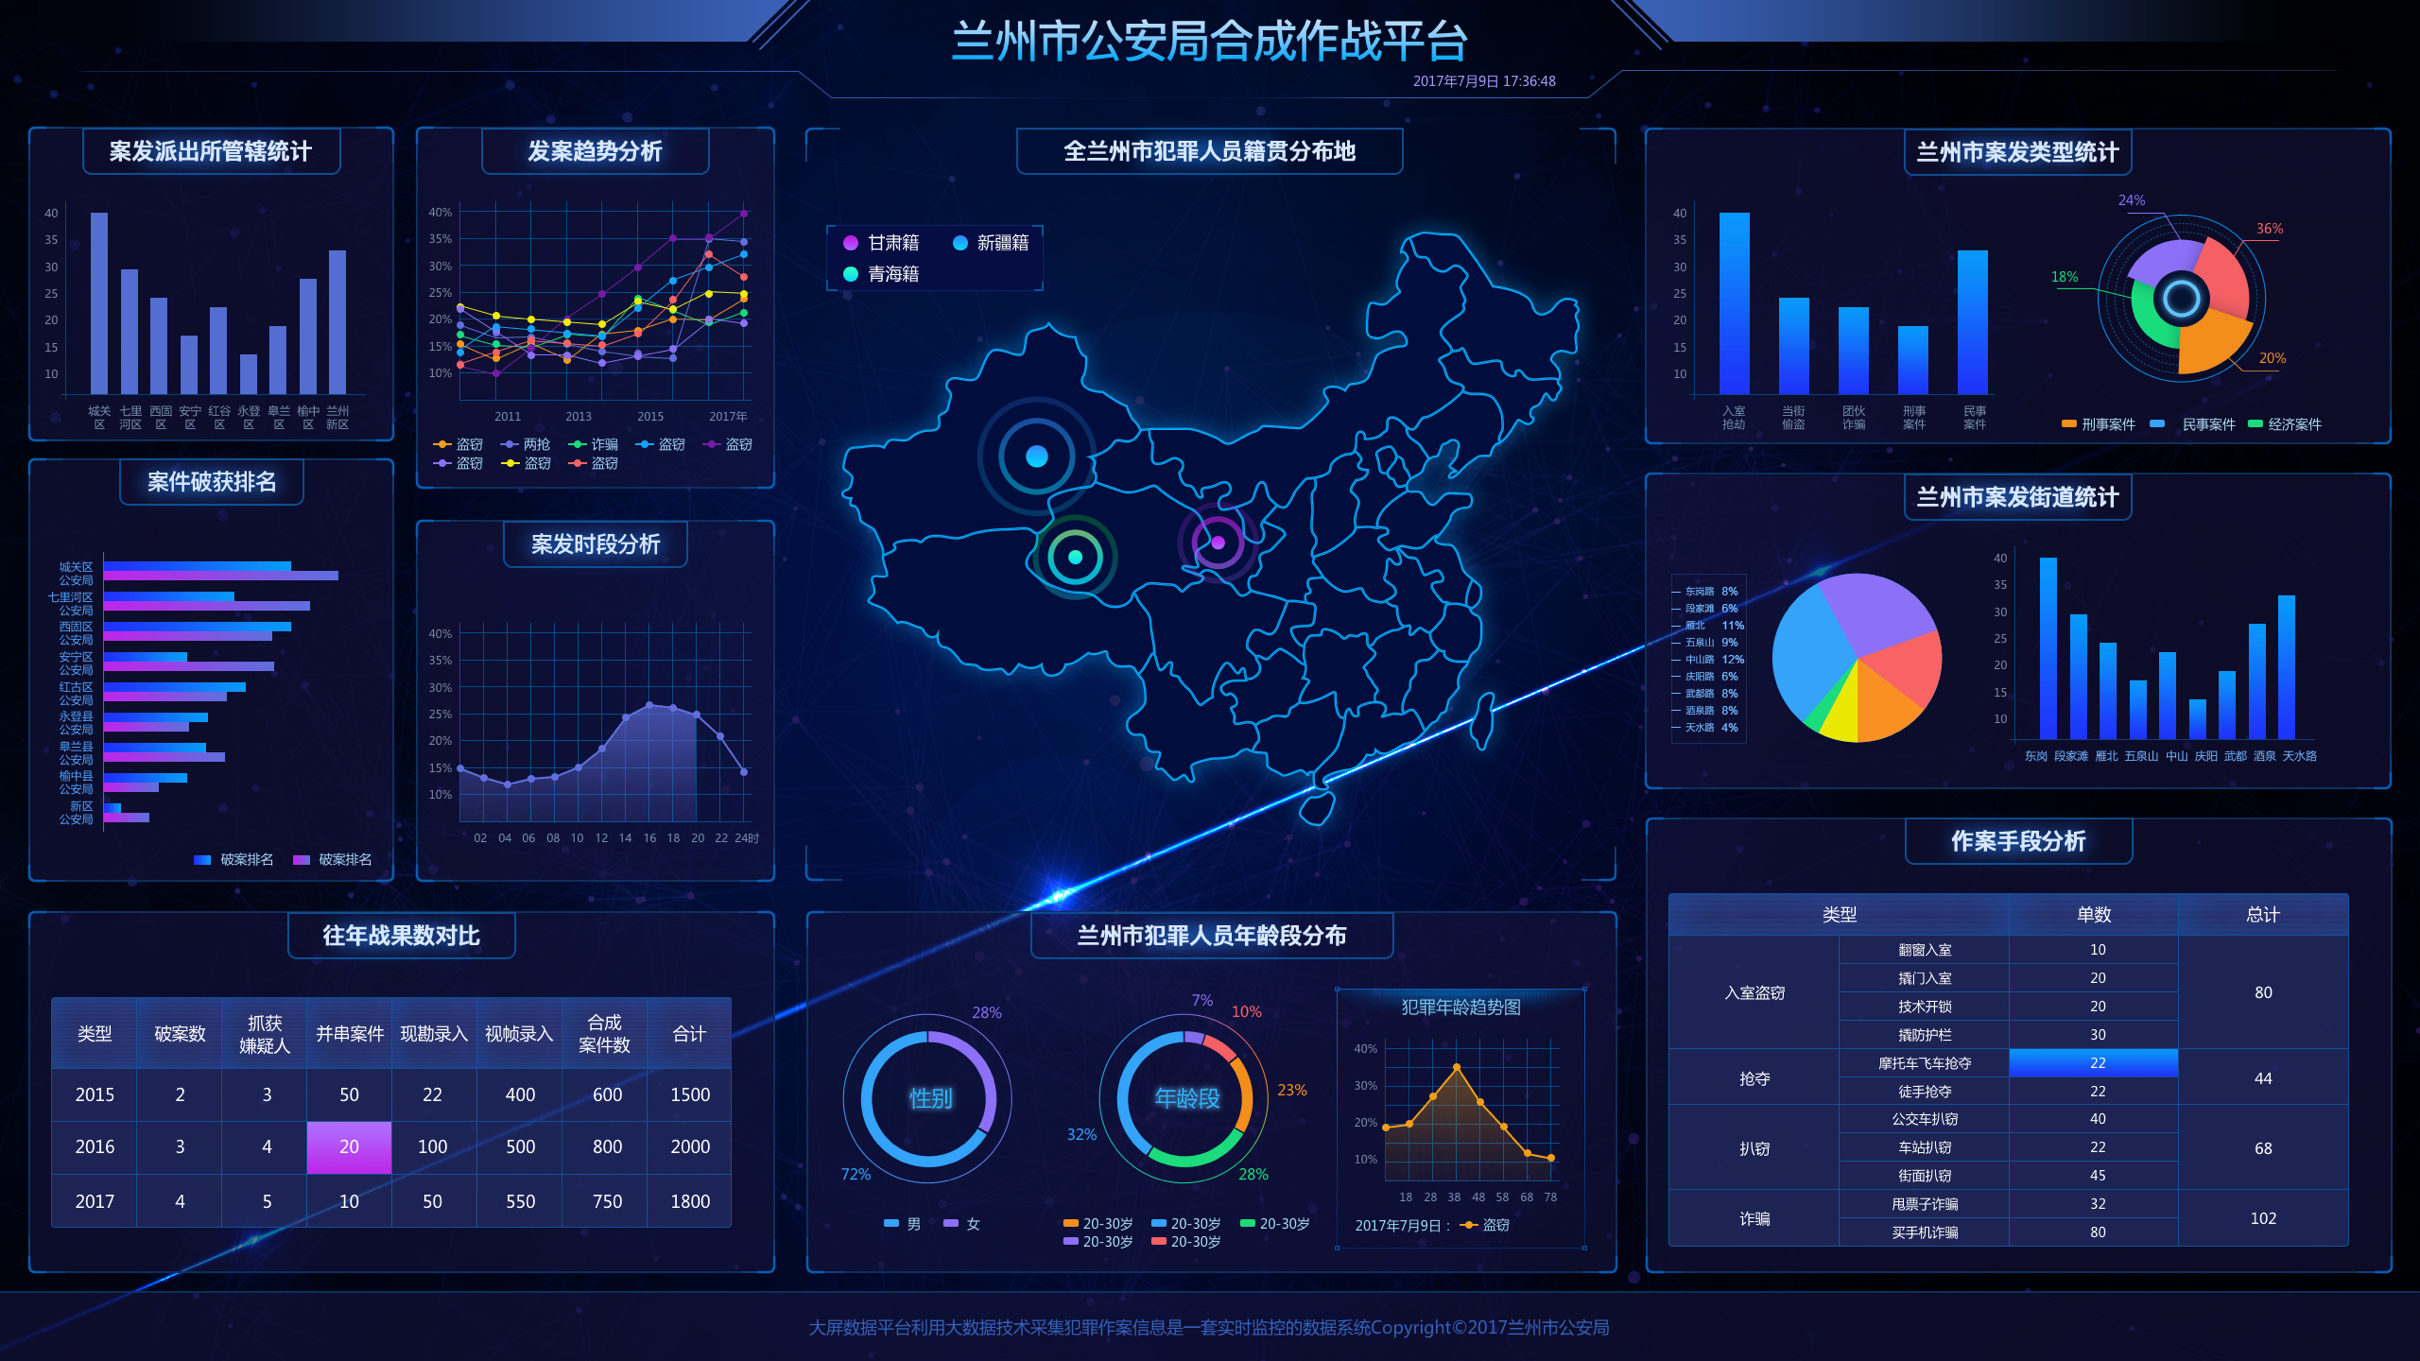 兰州市公安局合成作战平台
2017年7月9日 17:36:48
案发派出所管辖统计
40
35
30
25
20
15
10
城关区 七里河区 西固区 安宁区 红谷区 永登区 皋兰区 榆中区 兰州新区
发案趋势分析
40%
35%
30%
25%
20%
15%
10%
2011 2013 2015 2017年
盗窃 两抢 诈骗 盗窃 盗窃
盗窃 盗窃 盗窃
全兰州市犯罪人员籍贯分布地
甘肃籍 新疆籍
青海籍
兰州市案发类型统计
40
35
30
25
20
15
10
入室抢劫 当街偷盗 团伙诈骗 刑事案件 民事案件
24%
36%
18%
20%
刑事案件 民事案件 经济案件
案件破获排名
城关区
公安局
七里河区
公安局
西固区
公安局
安宁区
公安局
红古区
公安局
永登县
公安局
皋兰县
公安局
榆中县
公安局
新区
公安局
破案排名 破案排名
案发时段分析
40%
35%
30%
25%
20%
15%
10%
02 04 06 08 10 12 14 16 18 20 22 24时
兰州市案发街道统计
东岗路 8%
段家滩 6%
雁北 11%
五泉山 9%
中山路 12%
庆阳路 6%
武都路 8%
酒泉路 8%
天水路 4%
40
35
30
25
20
15
10
东岗 段家滩 雁北 五泉山 中山 庆阳 武都 酒泉 天水路
往年战果数对比
类型 破案数 抓获嫌疑人 并串案件 现勘录入 视帧录入 合成案件数 合计
2015 2 3 50 22 400 600 1500
2016 3 4 20 100 500 800 2000
2017 4 5 10 50 550 750 1800
兰州市犯罪人员年龄段分布
28%
性别
72%
男 女
7%
10%
23%
年龄段
32%
28%
20-30岁 20-30岁 20-30岁
20-30岁 20-30岁
犯罪年龄趋势图
40%
30%
20%
10%
18 28 38 48 58 68 78
2017年7月9日： 盗窃
作案手段分析
类型 单数 总计
入室盗窃 翻窗入室 10 80
撬门入室 20
技术开锁 20
撬防护栏 30
抢夺 摩托车飞车抢夺 22 44
徒手抢夺 22
扒窃 公交车扒窃 40 68
车站扒窃 22
街面扒窃 45
诈骗 甩票子诈骗 32 102
买手机诈骗 80
大屏数据平台利用大数据技术采集犯罪作案信息是一套实时监控的数据系统Copyright©2017兰州市公安局